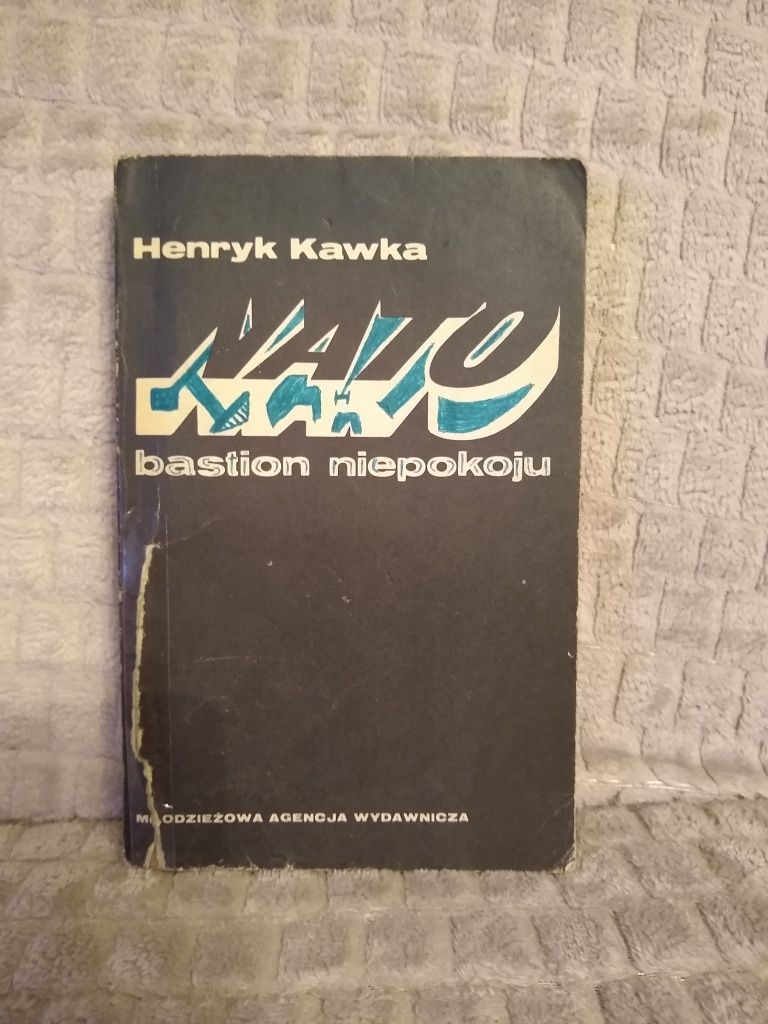 Henryk Kawka
NATO
bastion niepokoju
MŁODZIEŻOWA AGENCJA WYDAWNICZA